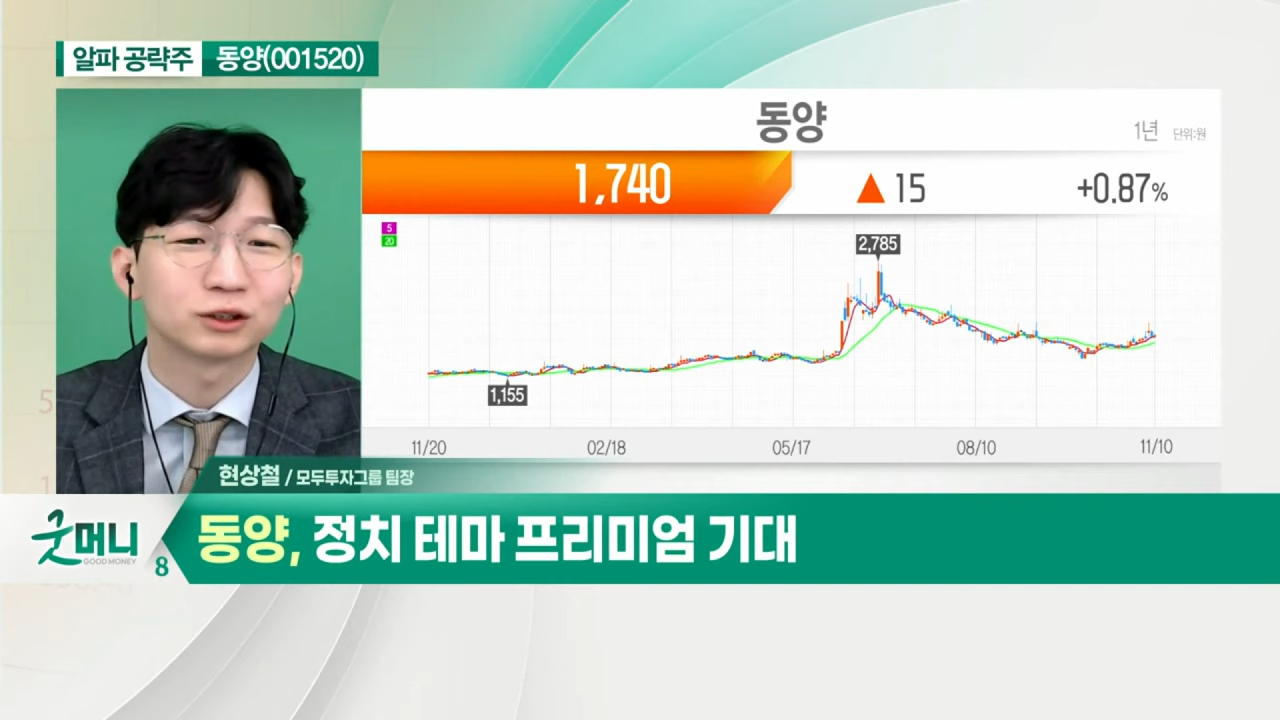 알파 공략주 동양(001520)
동양
1년 단위:원
1,740 ▲ 15 +0.87%
5
20
2,785
1,155
11/20 02/18 05/17 08/10 11/10
현상철 / 모두투자그룹 팀장
굿머니
GOOD MONEY
8
동양, 정치 테마 프리미엄 기대